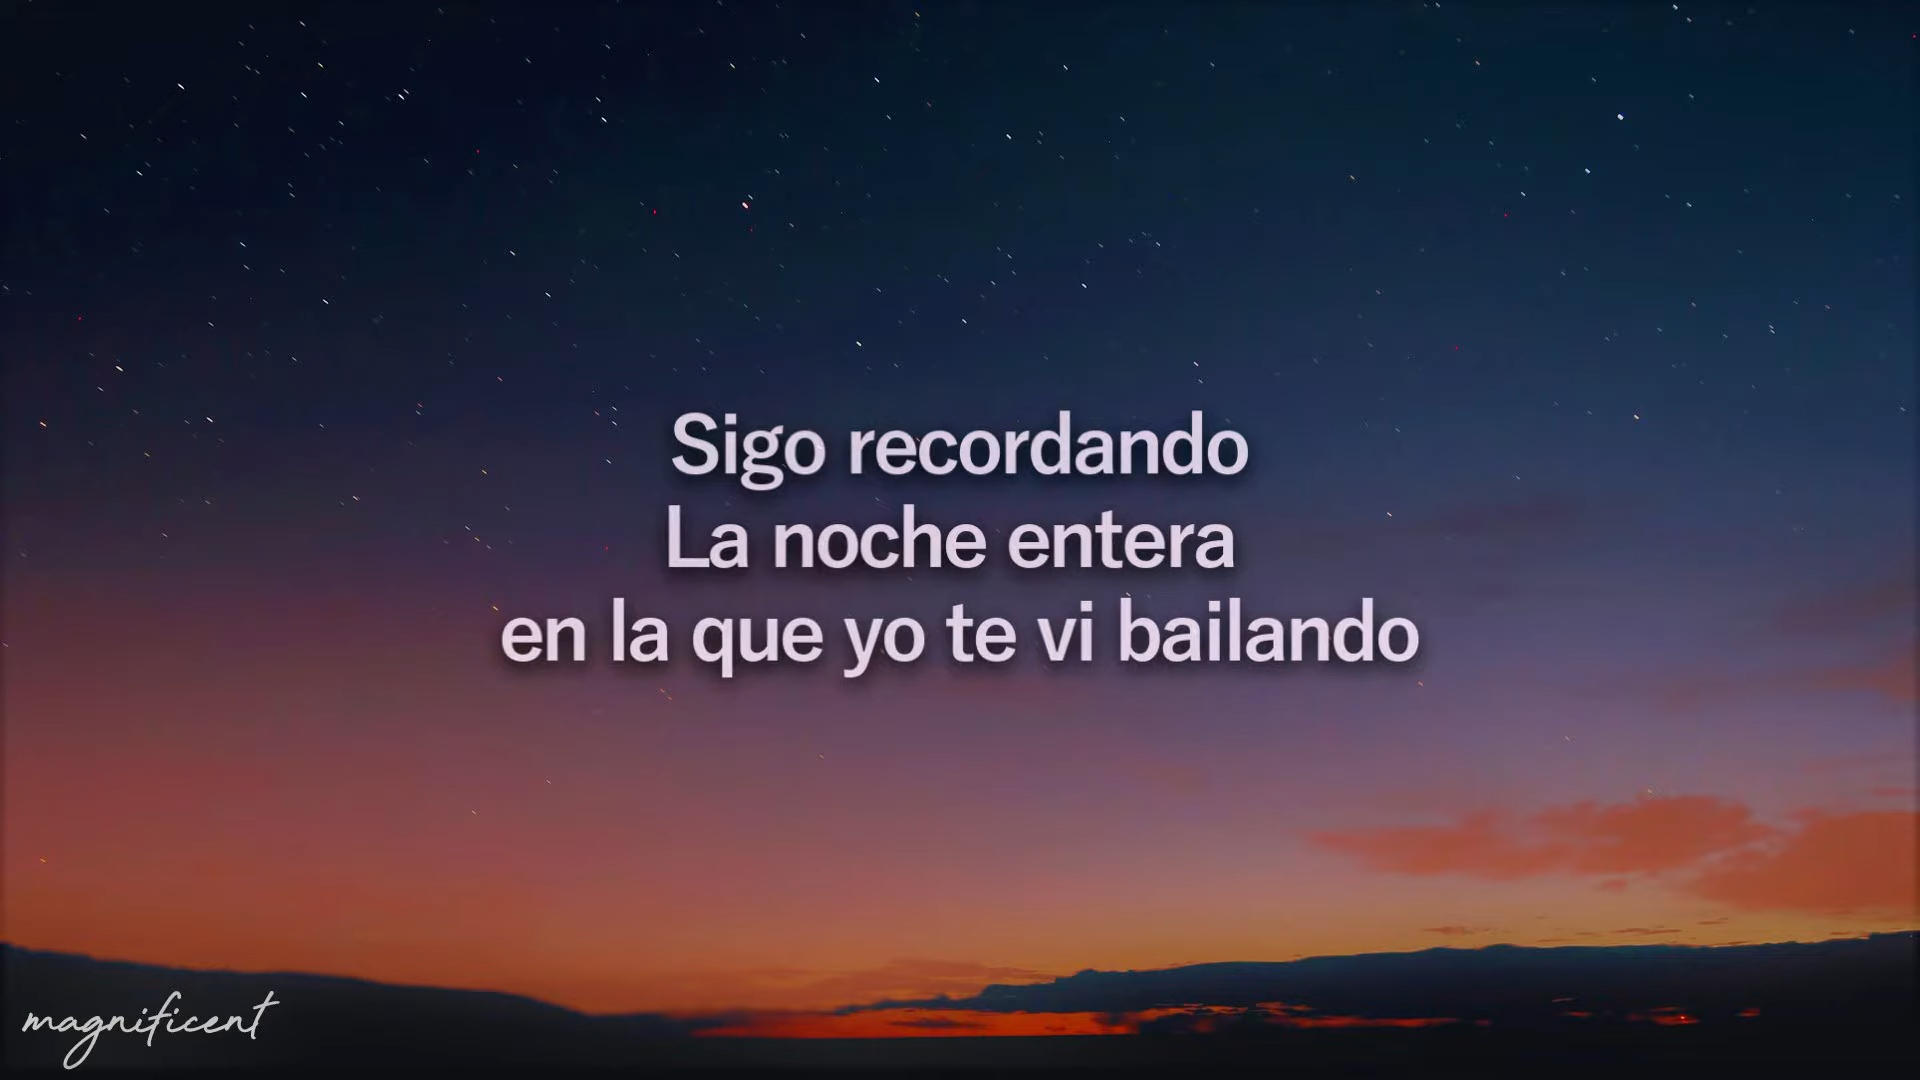 Sigo recordando
La noche entera
en la que yo te vi bailando
magnificent